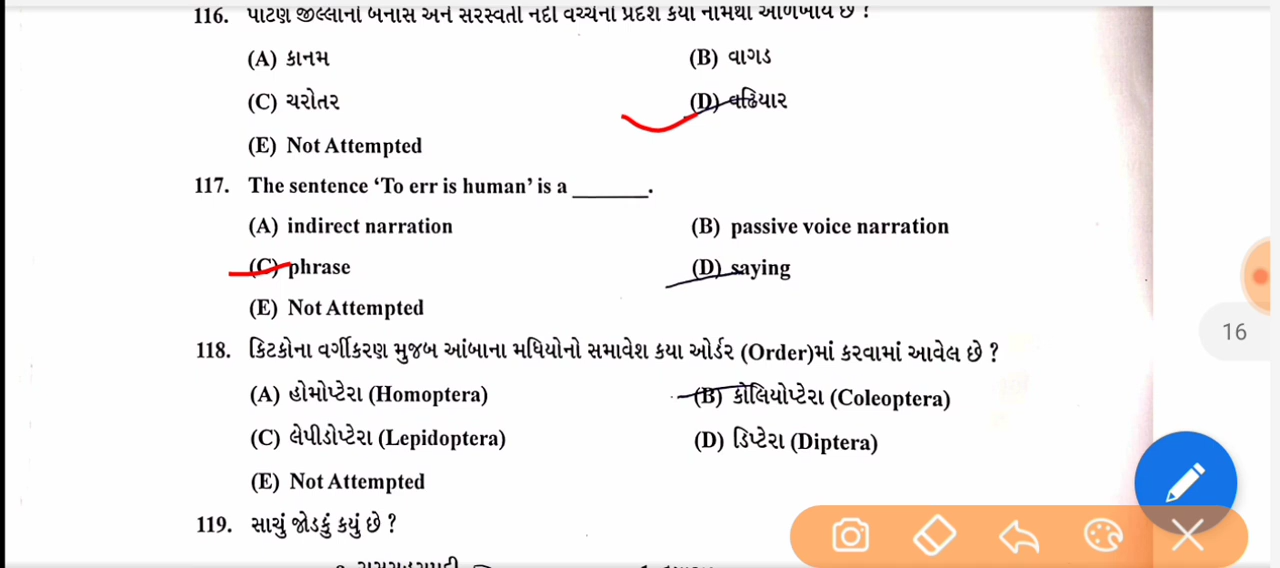 116. પાટણ જીલ્લાના બનાસ અને સરસ્વતી નદી વચ્ચેના પ્રદેશ કયા નામથી ઓળખાય છે ?
(A) કાનમ (B) વાગડ
(C) ચરોતર (D) વઢિયાર
(E) Not Attempted
117. The sentence ‘To err is human’ is a ______.
(A) indirect narration (B) passive voice narration
(C) phrase (D) saying
(E) Not Attempted
118. કિટકોના વર્ગીકરણ મુજબ આંબાના મધિયોનો સમાવેશ કયા ઓર્ડર (Order)માં કરવામાં આવેલ છે ?
(A) હોમોપ્ટેરા (Homoptera) (B) કોલિયોપ્ટેરા (Coleoptera)
(C) લેપીડોપ્ટેરા (Lepidoptera) (D) ડિપ્ટેરા (Diptera)
(E) Not Attempted
119. સાચું જોડકું કયું છે ?
16